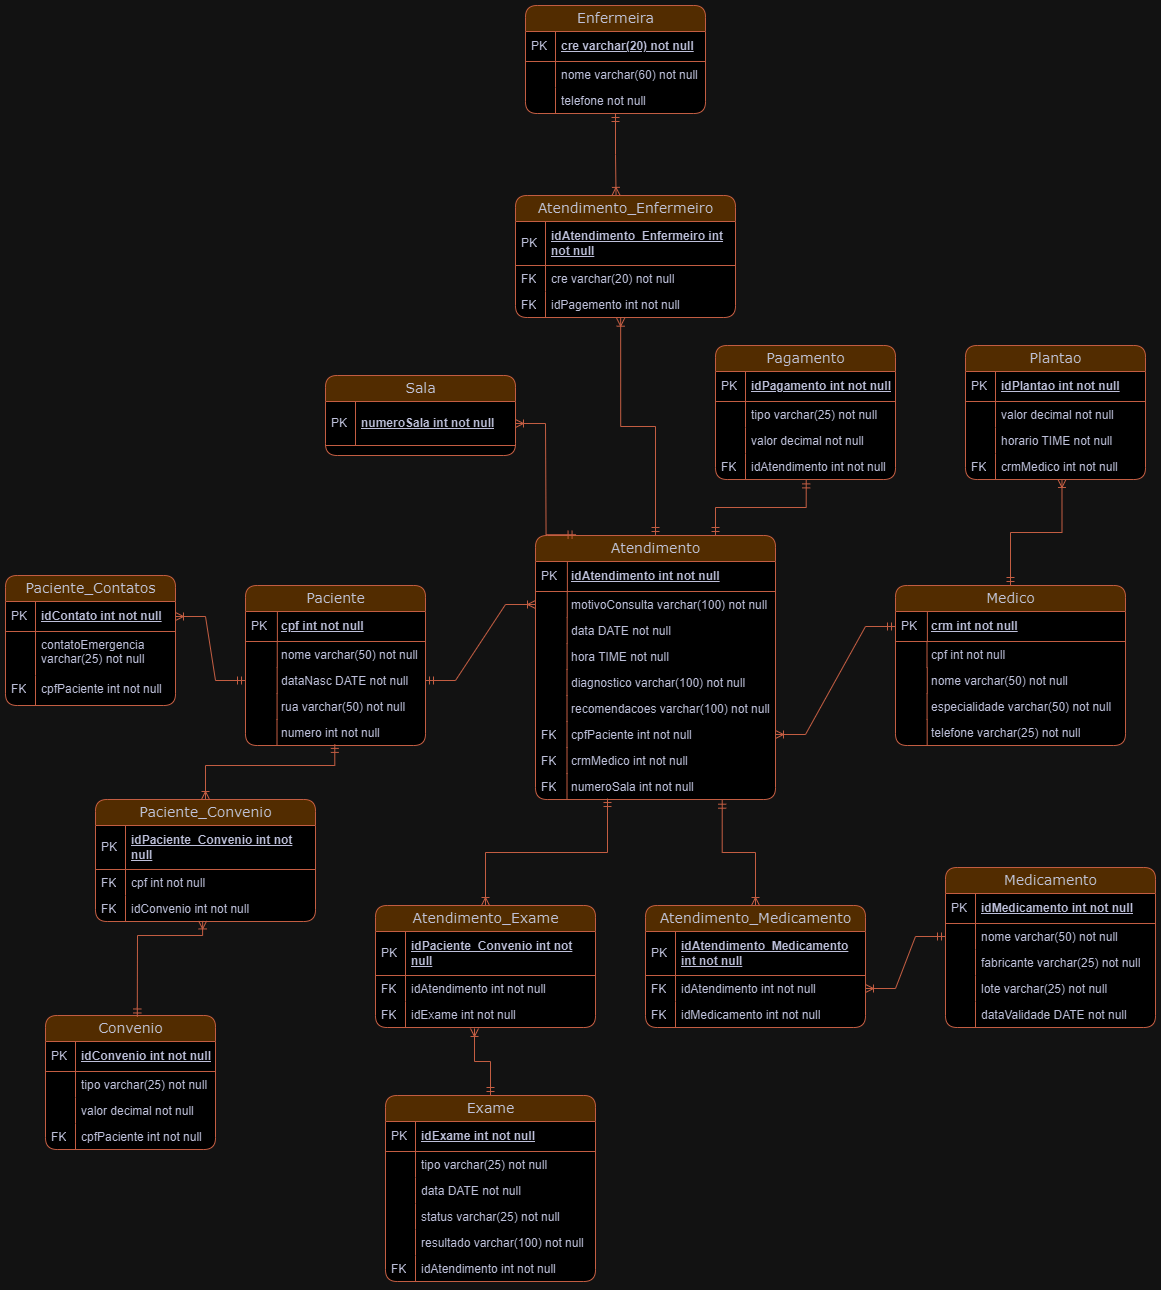 Enfermeira
PK cre varchar(20) not null
nome varchar(60) not null
telefone not null
Atendimento_Enfermeiro
PK idAtendimento_Enfermeiro int
not null
FK cre varchar(20) not null
FK idPagemento int not null
Sala
PK numeroSala int not null
Pagamento
PK idPagamento int not null
tipo varchar(25) not null
valor decimal not null
FK idAtendimento int not null
Plantao
PK idPlantao int not null
valor decimal not null
horario TIME not null
FK crmMedico int not null
Atendimento
PK idAtendimento int not null
motivoConsulta varchar(100) not null
data DATE not null
hora TIME not null
diagnostico varchar(100) not null
recomendacoes varchar(100) not null
FK cpfPaciente int not null
FK crmMedico int not null
FK numeroSala int not null
Paciente_Contatos
PK idContato int not null
contatoEmergencia
varchar(25) not null
FK cpfPaciente int not null
Paciente
PK cpf int not null
nome varchar(50) not null
dataNasc DATE not null
rua varchar(50) not null
numero int not null
Medico
PK crm int not null
cpf int not null
nome varchar(50) not null
especialidade varchar(50) not null
telefone varchar(25) not null
Paciente_Convenio
PK idPaciente_Convenio int not
null
FK cpf int not null
FK idConvenio int not null
Atendimento_Exame
PK idPaciente_Convenio int not
null
FK idAtendimento int not null
FK idExame int not null
Atendimento_Medicamento
PK idAtendimento_Medicamento
int not null
FK idAtendimento int not null
FK idMedicamento int not null
Medicamento
PK idMedicamento int not null
nome varchar(50) not null
fabricante varchar(25) not null
lote varchar(25) not null
dataValidade DATE not null
Convenio
PK idConvenio int not null
tipo varchar(25) not null
valor decimal not null
FK cpfPaciente int not null
Exame
PK idExame int not null
tipo varchar(25) not null
data DATE not null
status varchar(25) not null
resultado varchar(100) not null
FK idAtendimento int not null